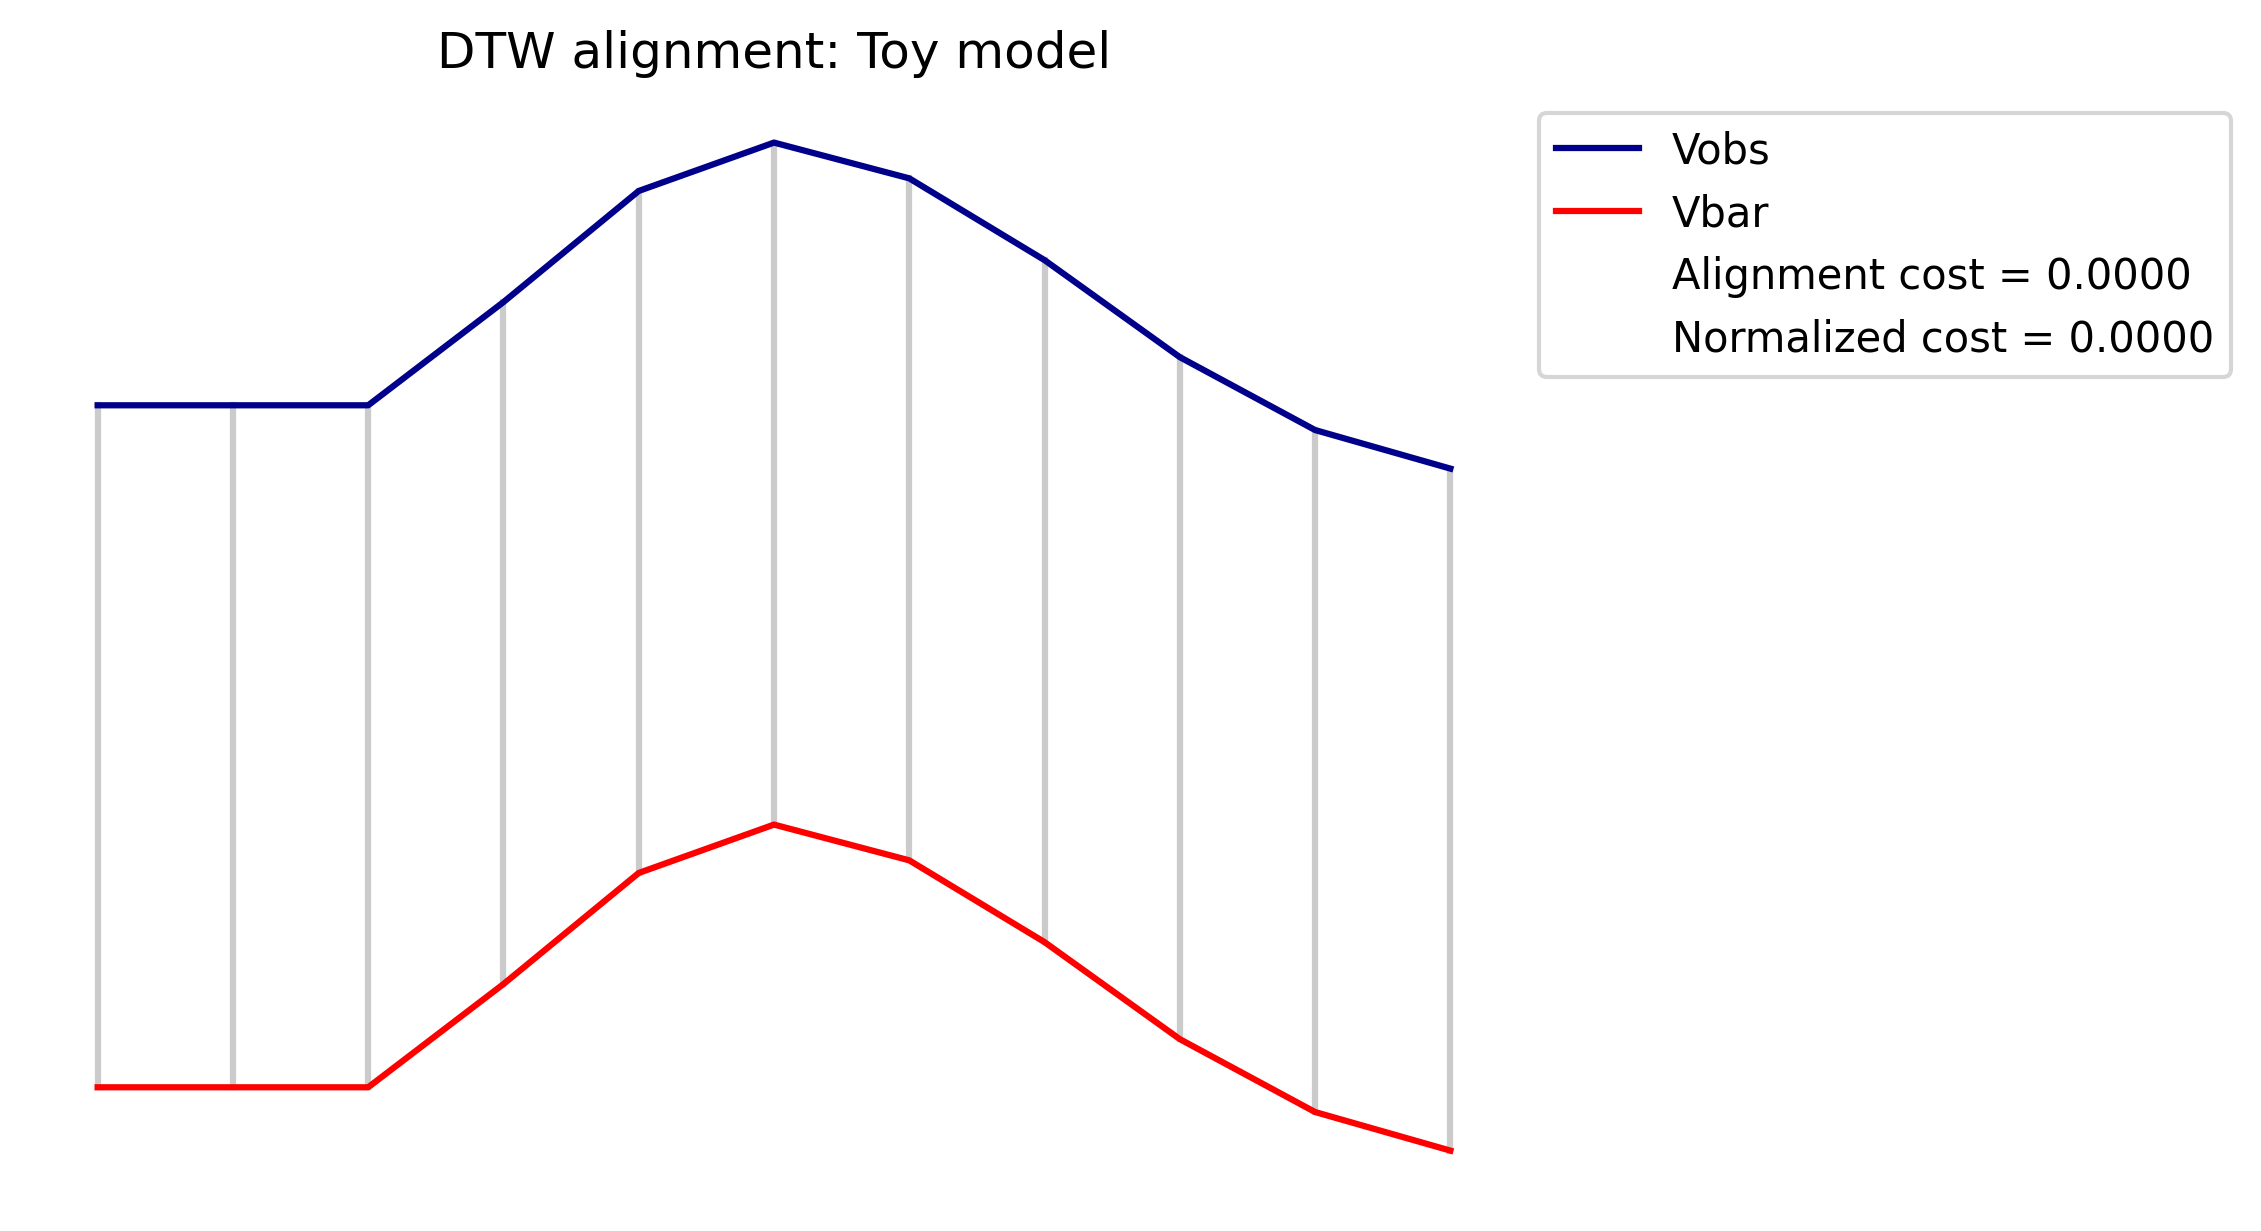 DTW alignment: Toy model
Vobs
Vbar
Alignment cost = 0.0000
Normalized cost = 0.0000